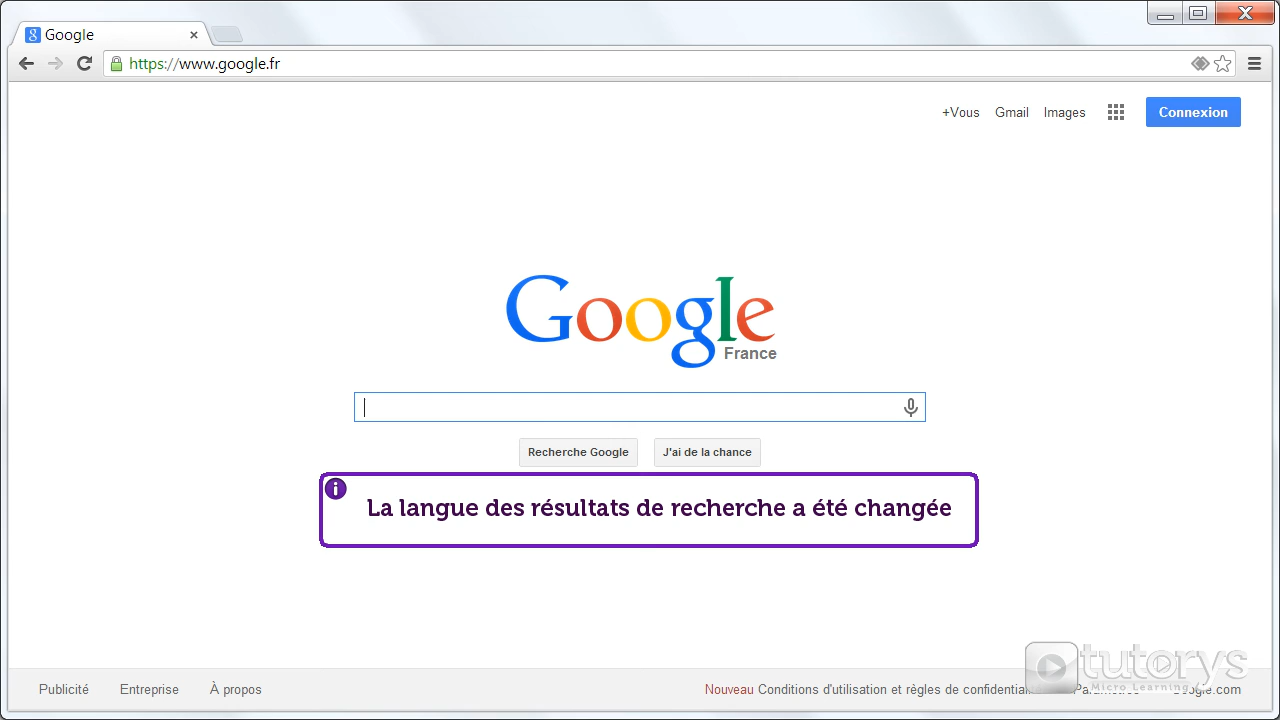 Google
https://www.google.fr
+Vous Gmail Images Connexion
Google
France
Recherche Google J'ai de la chance
La langue des résultats de recherche a été changée
tutorys
Micro Learning
Publicité Entreprise À propos Nouveau Conditions d'utilisation et règles de Google.com